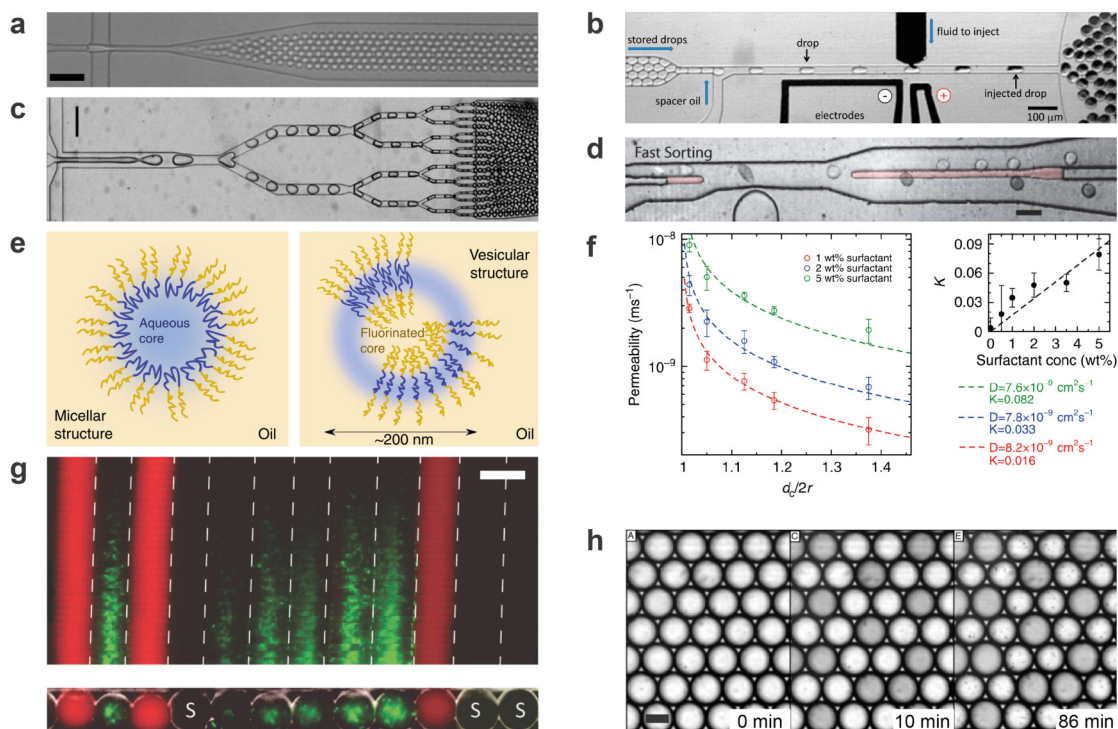 a
b
stored drops
drop
fluid to inject
spacer oil
electrodes
-
+
injected drop
100 μm
c
d
Fast Sorting
e
Aqueous
core
Micellar
structure
Oil
Vesicular
structure
Fluorinated
core
~200 nm
Oil
f
Permeability (ms⁻¹)
10⁻⁸
10⁻⁹
1 wt% surfactant
2 wt% surfactant
5 wt% surfactant
1 1.1 1.2 1.3 1.4
d_c/2r
K
0.09
0.06
0.03
0
0 1 2 3 4 5
Surfactant conc (wt%)
D=7.6×10⁻⁹ cm²s⁻¹
K=0.082
D=7.8×10⁻⁹ cm²s⁻¹
K=0.033
D=8.2×10⁻⁹ cm²s⁻¹
K=0.016
g
S S S
h
A C E
0 min 10 min 86 min